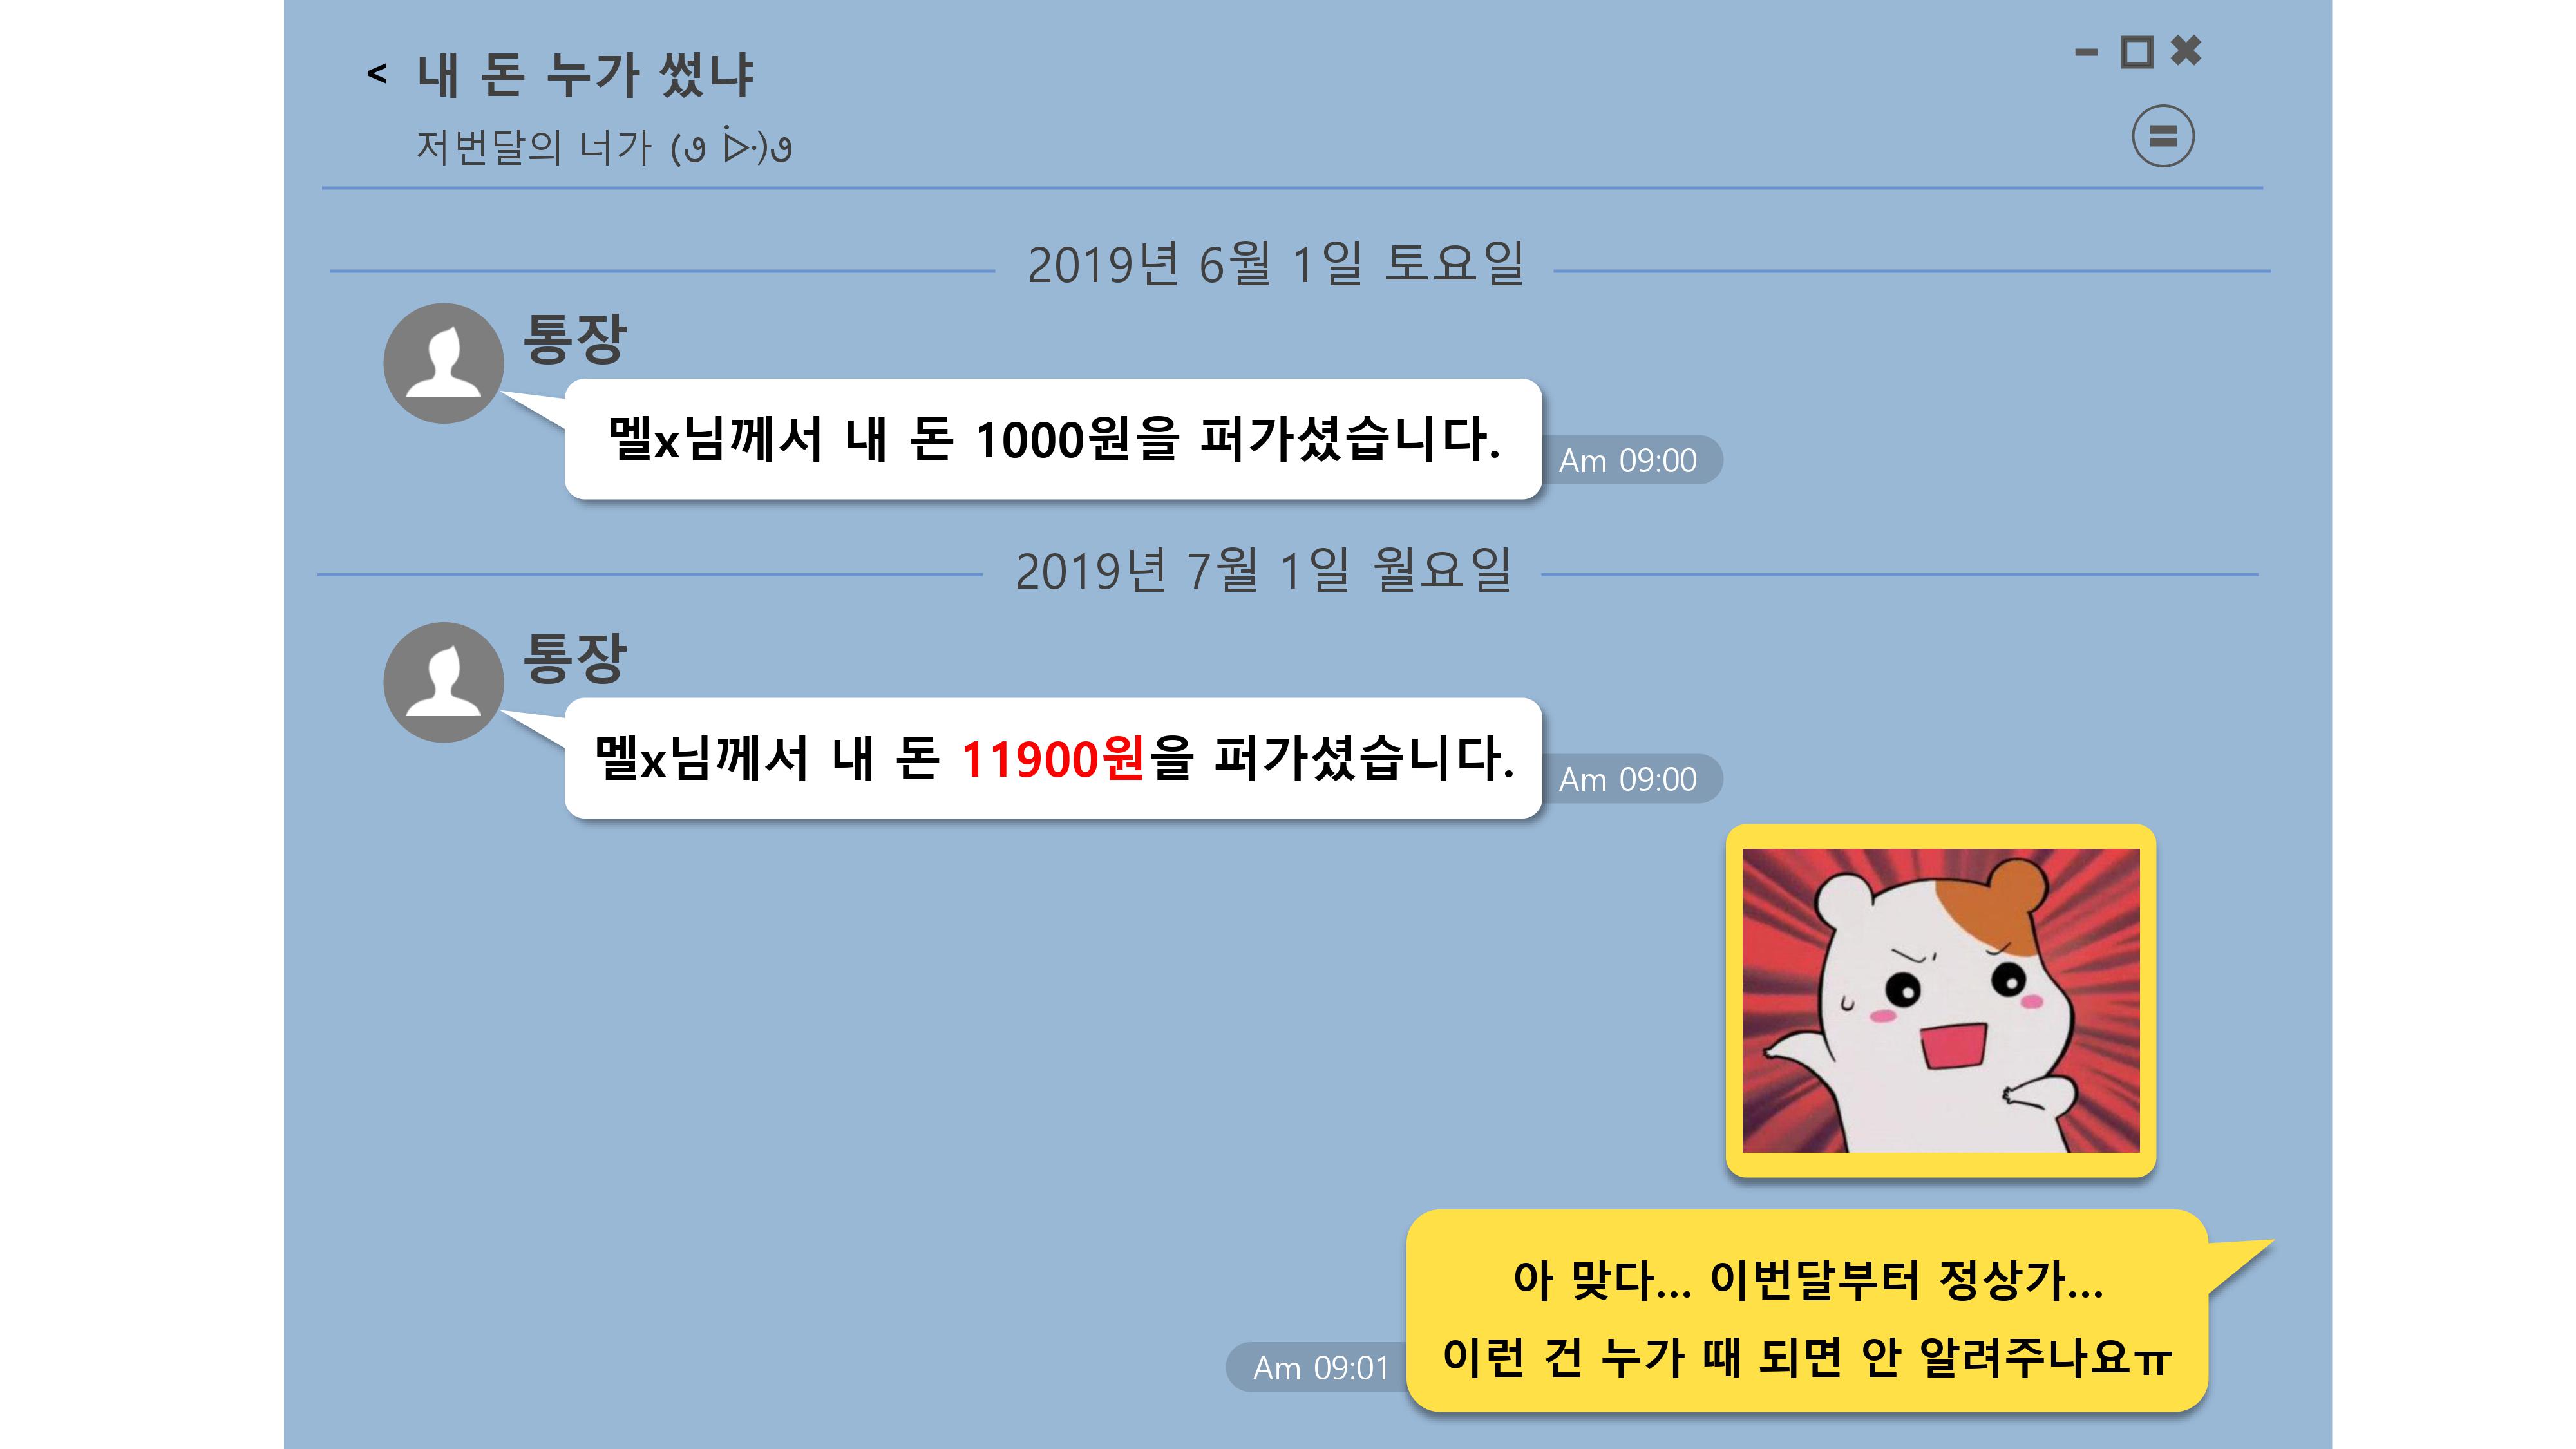 < 내 돈 누가 썼냐
저번달의 너가 (و ᐖ)و
2019년 6월 1일 토요일
통장
멜x님께서 내 돈 1000원을 퍼가셨습니다.
Am 09:00
2019년 7월 1일 월요일
통장
멜x님께서 내 돈 11900원을 퍼가셨습니다.
Am 09:00
아 맞다... 이번달부터 정상가...
이런 건 누가 때 되면 안 알려주나요ㅠ
Am 09:01